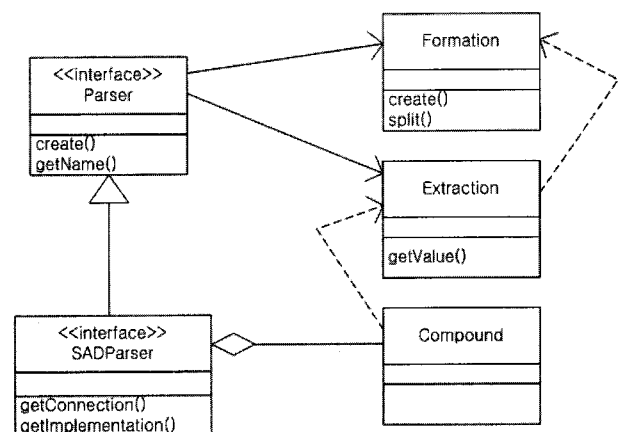 <<interface>>
Parser
create()
getName()
Formation
create()
split()
Extraction
getValue()
<<interface>>
SADParser
getConnection()
getImplementation()
Compound